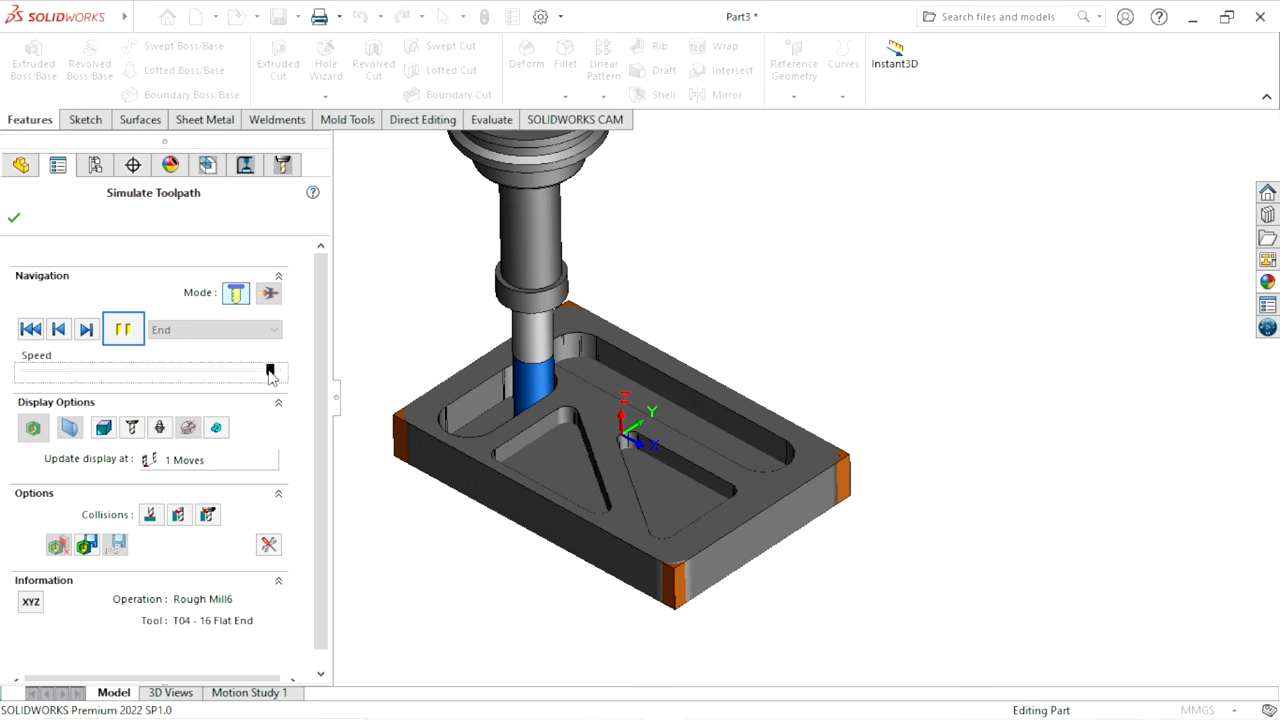 SOLIDWORKS
Part3 *
Search files and models
Extruded Boss/Base
Revolved Boss/Base
Swept Boss/Base
Lofted Boss/Base
Boundary Boss/Base
Extruded Cut
Hole Wizard
Revolved Cut
Swept Cut
Lofted Cut
Boundary Cut
Deform
Fillet
Linear Pattern
Rib
Draft
Shell
Wrap
Intersect
Mirror
Reference Geometry
Curves
Instant3D
Features
Sketch
Surfaces
Sheet Metal
Weldments
Mold Tools
Direct Editing
Evaluate
SOLIDWORKS CAM
Simulate Toolpath
Navigation
Mode :
End
Speed
Display Options
Update display at :
1 Moves
Options
Collisions :
Information
XYZ
Operation : Rough Mill6
Tool : T04 - 16 Flat End
Z
Y
X
Model
3D Views
Motion Study 1
SOLIDWORKS Premium 2022 SP1.0
Editing Part
MMGS